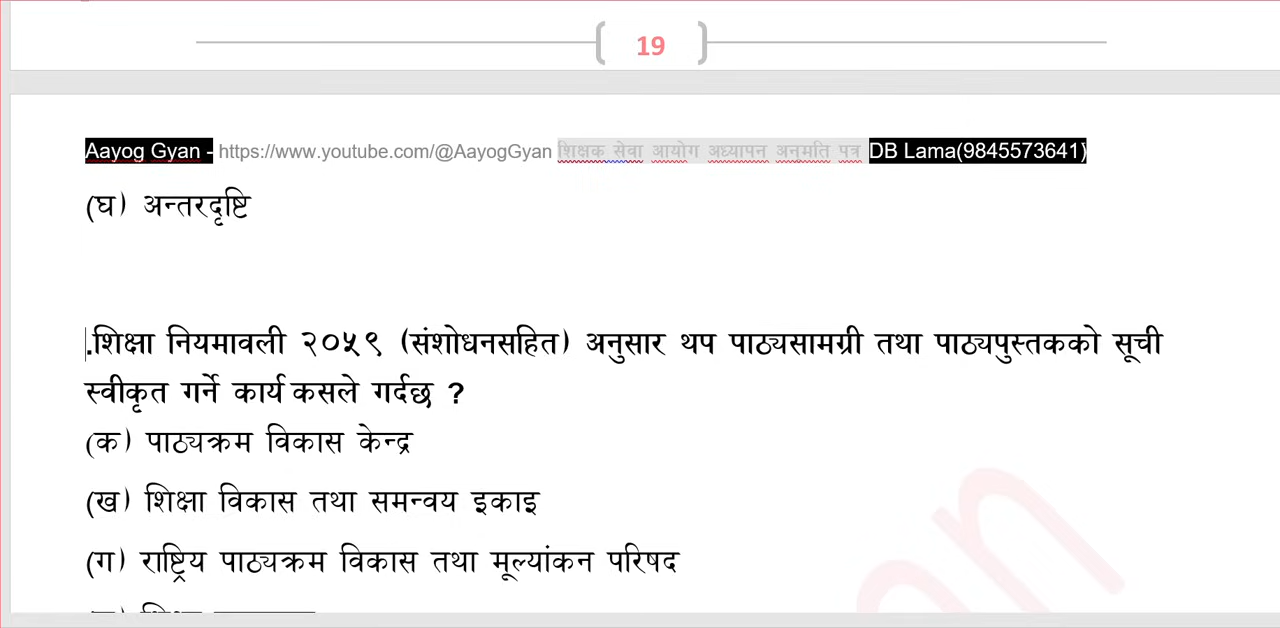 19
Aayog Gyan - https://www.youtube.com/@AayogGyan शिक्षक सेवा आयोग अध्यापन अनुमति पत्र DB Lama(9845573641)
(घ) अन्तरदृष्टि
.शिक्षा नियमावली २०५९ (संशोधनसहित) अनुसार थप पाठ्यसामग्री तथा पाठ्यपुस्तकको सूची
स्वीकृत गर्ने कार्य कसले गर्दछ ?
(क) पाठ्यक्रम विकास केन्द्र
(ख) शिक्षा विकास तथा समन्वय इकाइ
(ग) राष्ट्रिय पाठ्यक्रम विकास तथा मूल्यांकन परिषद